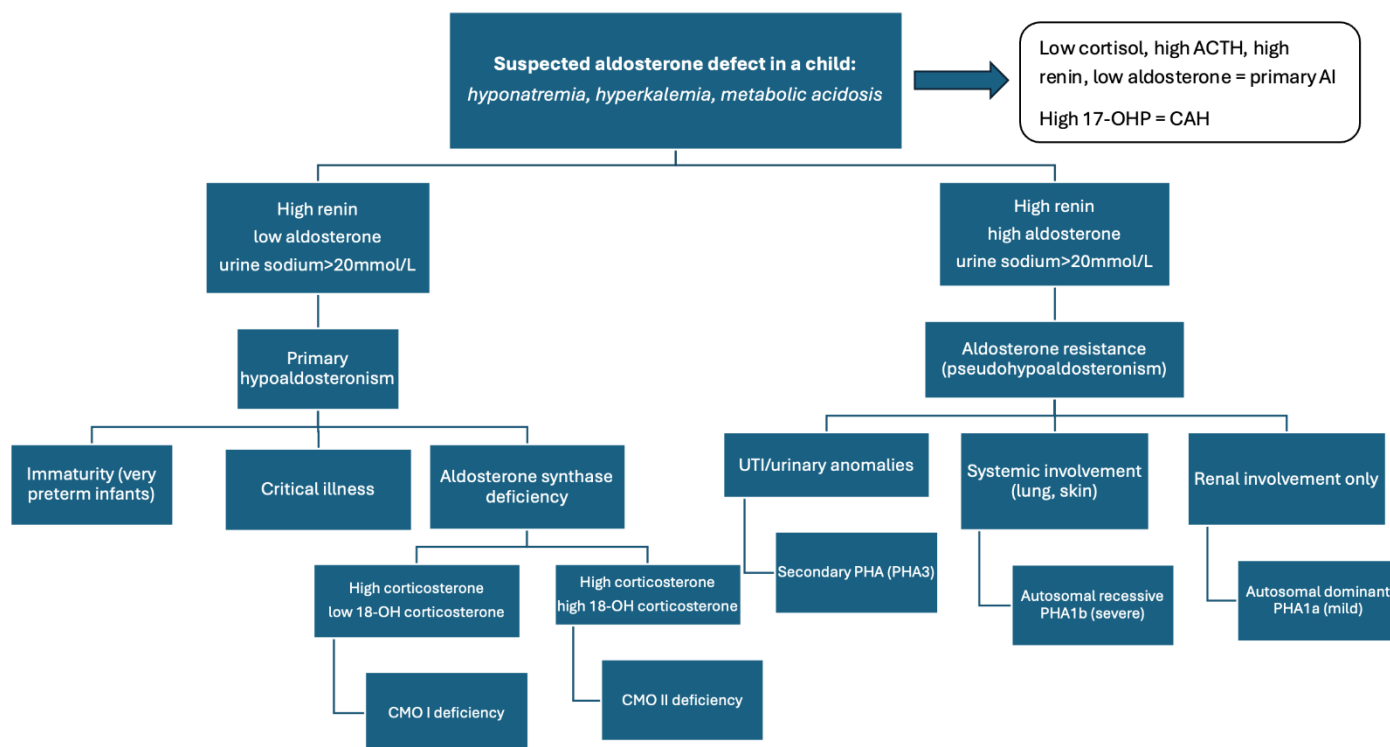 Suspected aldosterone defect in a child:
hyponatremia, hyperkalemia, metabolic acidosis
Low cortisol, high ACTH, high
renin, low aldosterone = primary AI
High 17-OHP = CAH
High renin
low aldosterone
urine sodium>20mmol/L
High renin
high aldosterone
urine sodium>20mmol/L
Primary
hypoaldosteronism
Aldosterone resistance
(pseudohypoaldosteronism)
Immaturity (very
preterm infants)
Critical illness
Aldosterone synthase
deficiency
UTI/urinary anomalies
Systemic involvement
(lung, skin)
Renal involvement only
High corticosterone
low 18-OH corticosterone
High corticosterone
high 18-OH corticosterone
Secondary PHA (PHA3)
Autosomal recessive
PHA1b (severe)
Autosomal dominant
PHA1a (mild)
CMO I deficiency
CMO II deficiency